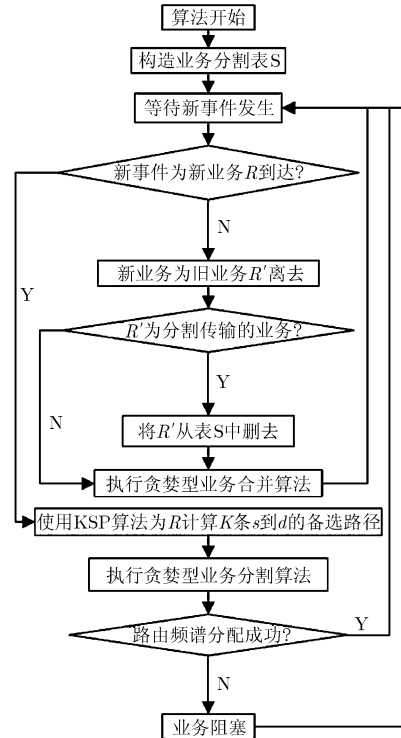 算法开始
构造业务分割表S
等待新事件发生
新事件为新业务R到达?
N
新业务为旧业务R′离去
Y
R′为分割传输的业务?
Y
N
将R′从表S中删去
执行贪婪型业务合并算法
使用KSP算法为R计算K条s到d的备选路径
执行贪婪型业务分割算法
路由频谱分配成功?
Y
N
业务阻塞